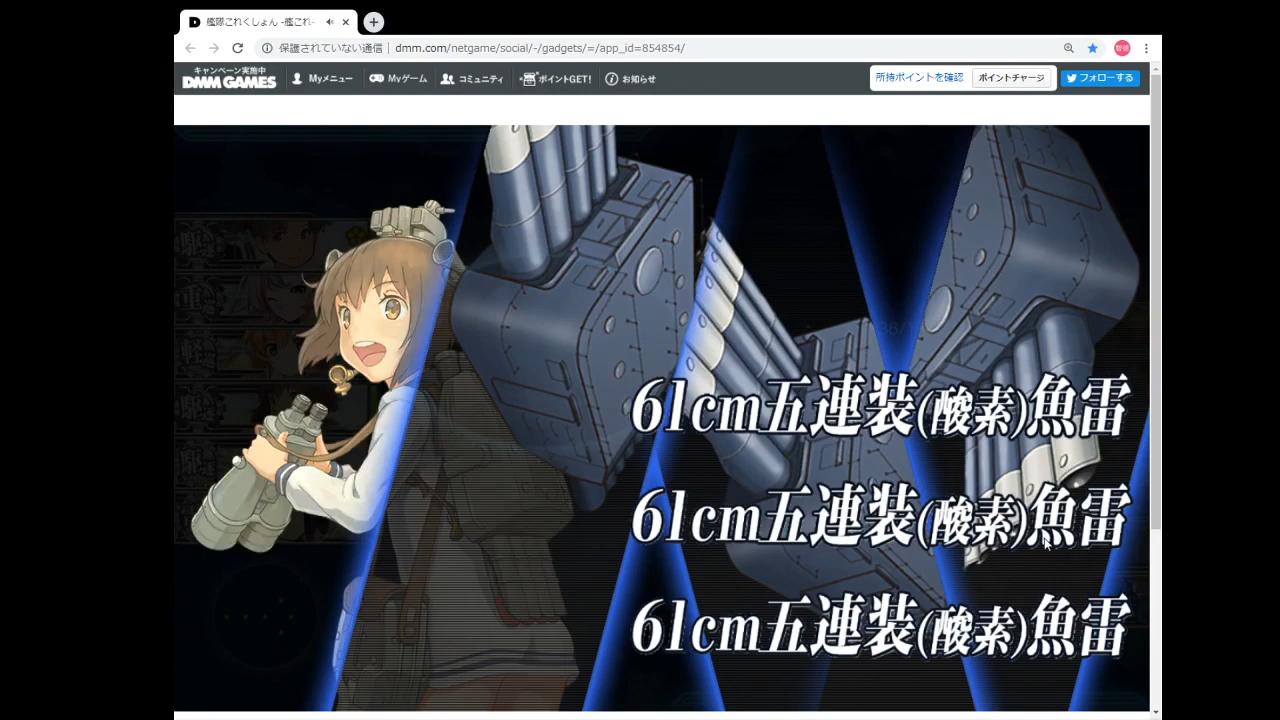 艦隊これくしょん -艦これ-
保護されていない通信 | dmm.com/netgame/social/-/gadgets/=/app_id=854854/
智徳
キャンペーン実施中
DMM GAMES
Myメニュー
Myゲーム
コミュニティ
ポイントGET!
お知らせ
所持ポイントを確認
ポイントチャージ
フォローする
61cm五連装(酸素)魚雷
61cm五連装(酸素)魚雷
61cm五連装(酸素)魚雷